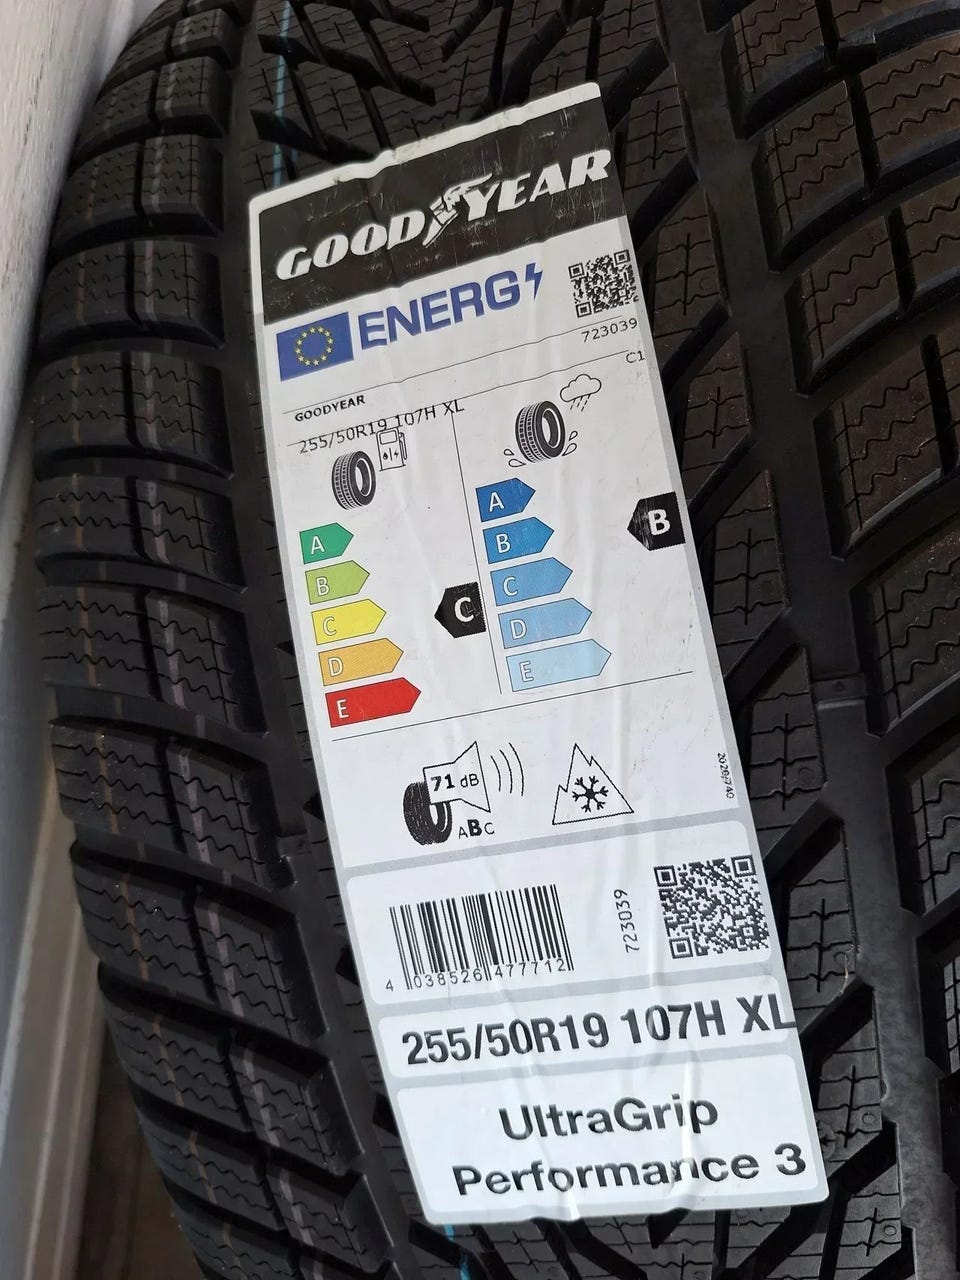 GOODYEAR
ENERG
723039
C1
GOODYEAR
255/50R19 107H XL
A
B
C
D
E
C
A
B
C
D
E
B
71 dB
ABC
2020/740
4 038526 477712
723039
255/50R19 107H XL
UltraGrip
Performance 3